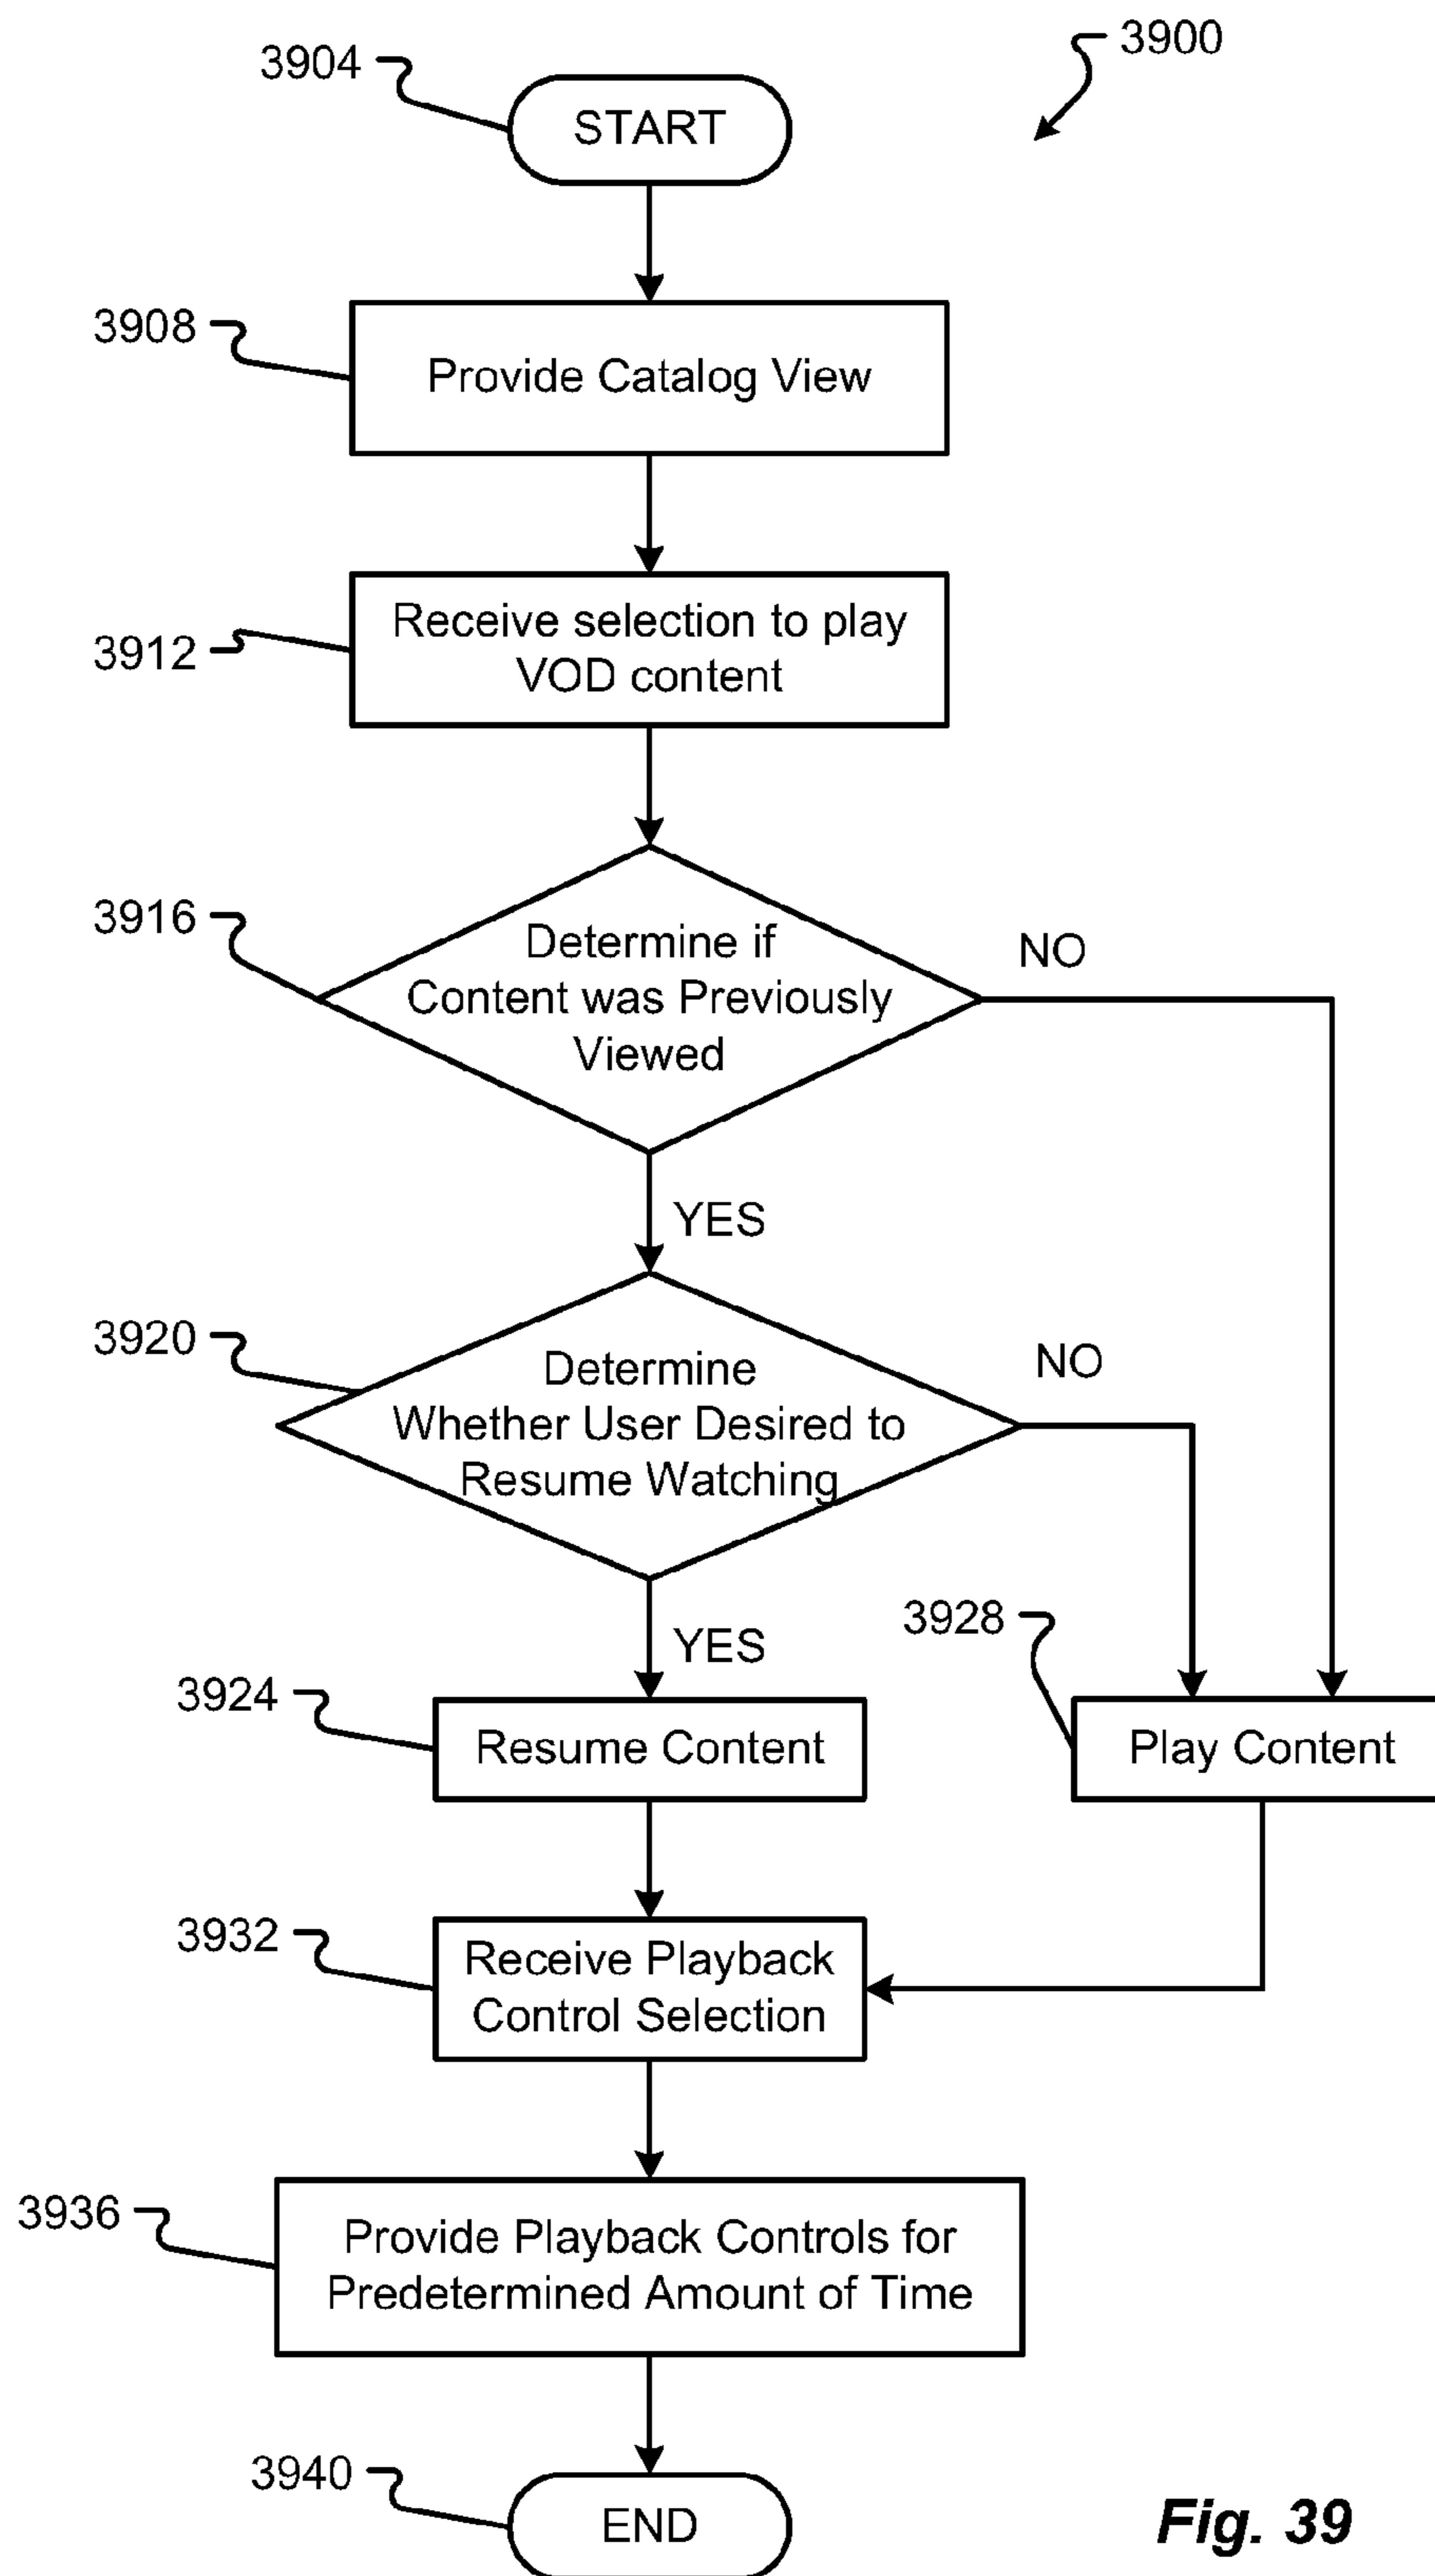 3900
3904
START
3908
Provide Catalog View
3912
Receive selection to play
VOD content
3916
Determine if
Content was Previously
Viewed
NO
YES
3920
Determine
Whether User Desired to
Resume Watching
NO
YES
3928
3924
Resume Content
Play Content
3932
Receive Playback
Control Selection
3936
Provide Playback Controls for
Predetermined Amount of Time
3940
END
Fig. 39